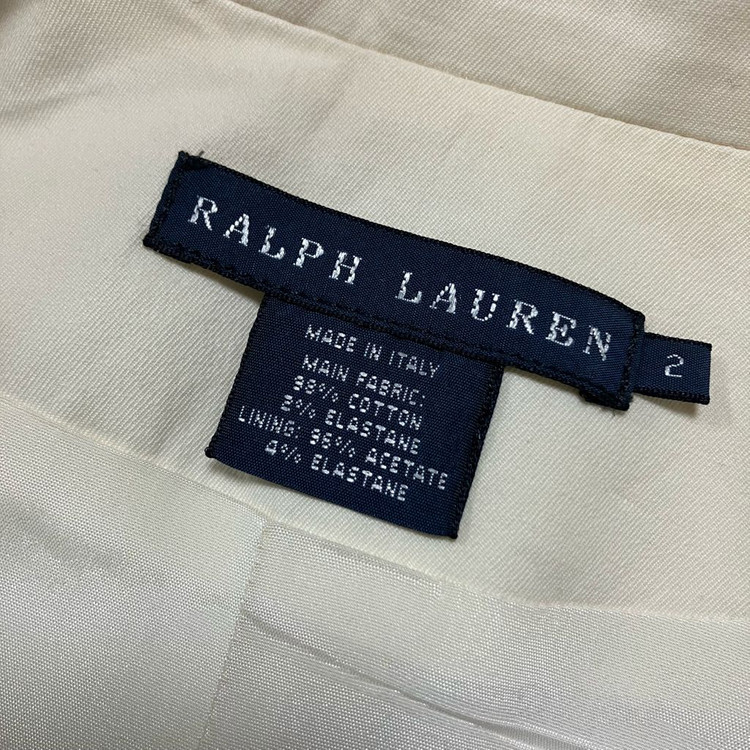 RALPH LAUREN
2
MADE IN ITALY
MAIN FABRIC:
98% COTTON
2% ELASTANE
LINING: 96% ACETATE
4% ELASTANE